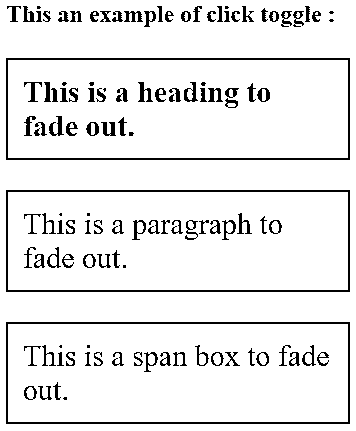 This an example of click toggle :
This is a heading to
fade out.
This is a paragraph to
fade out.
This is a span box to fade
out.